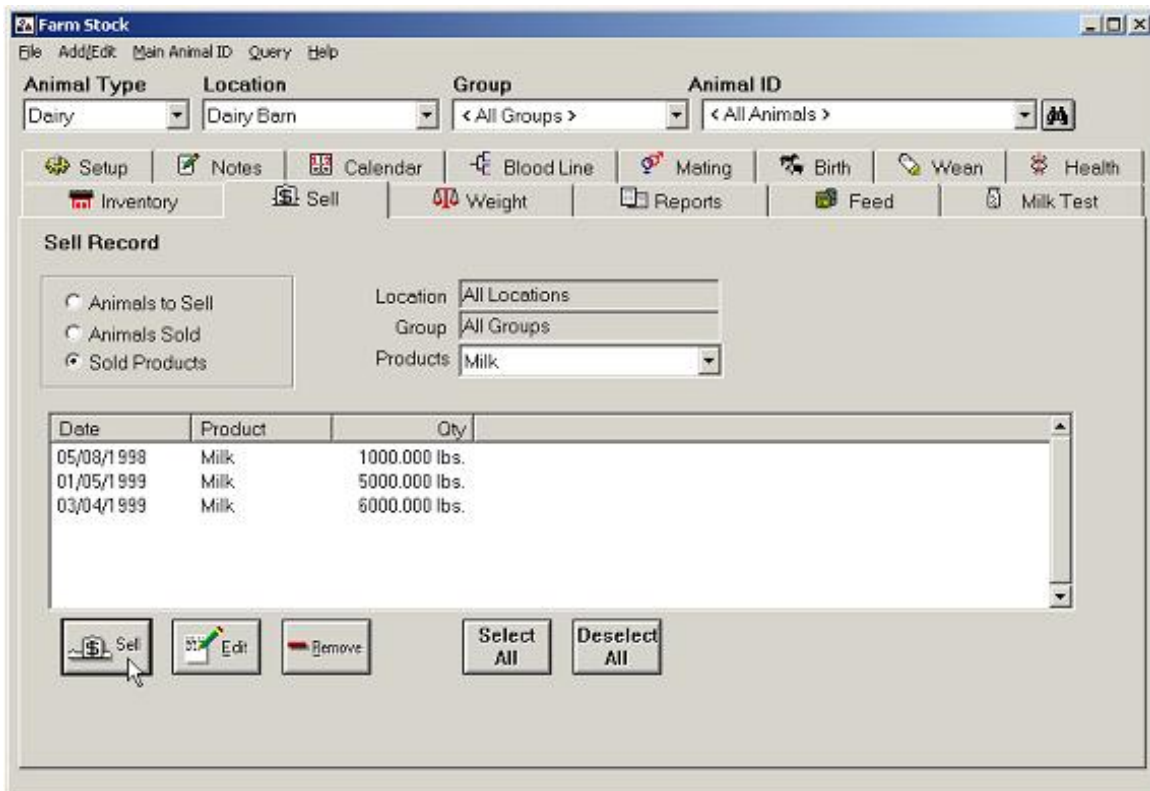 Farm Stock
File Add/Edit Main Animal ID Query Help
Animal Type Location Group Animal ID
Dairy Dairy Barn < All Groups > < All Animals >
Setup Notes Calendar Blood Line Mating Birth Wean Health
Inventory Sell Weight Reports Feed Milk Test
Sell Record
Animals to Sell
Animals Sold
Sold Products
Location All Locations
Group All Groups
Products Milk
Date Product Qty
05/08/1998 Milk 1000.000 lbs.
01/05/1999 Milk 5000.000 lbs.
03/04/1999 Milk 6000.000 lbs.
Sell Edit Remove Select All Deselect All